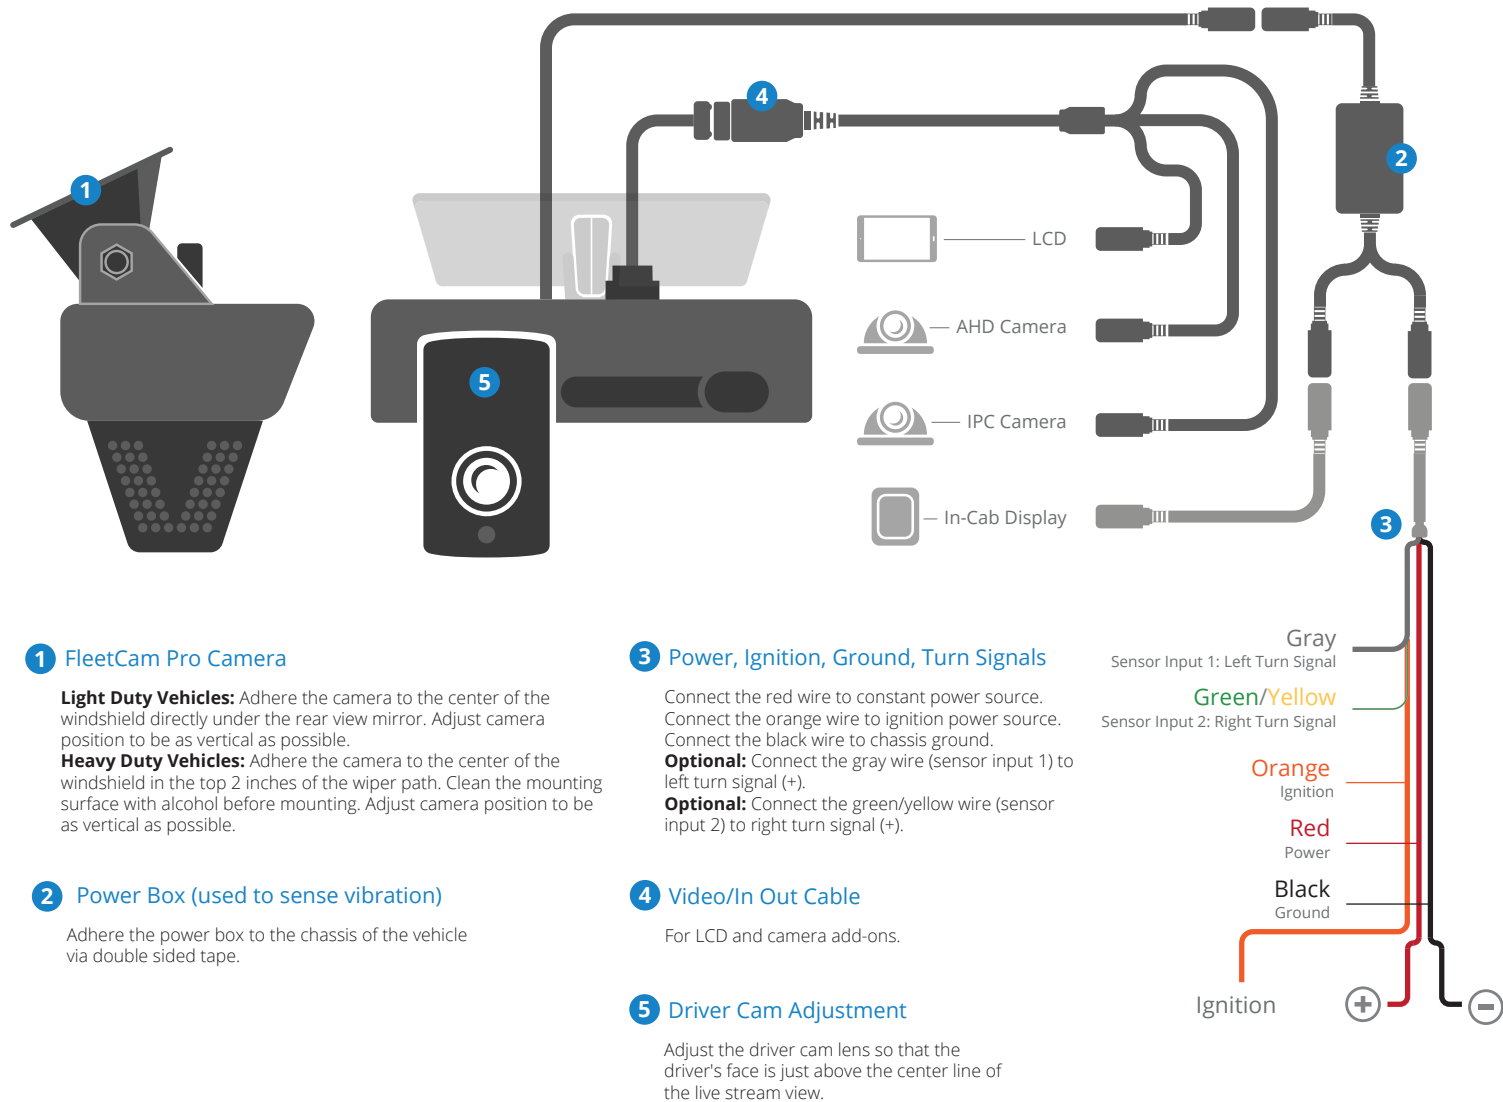 4
2
1
LCD
AHD Camera
5
IPC Camera
In-Cab Display
3
Gray
Sensor Input 1: Left Turn Signal
Green/Yellow
Sensor Input 2: Right Turn Signal
Orange
Ignition
Red
Power
Black
Ground
Ignition
+
−
1 FleetCam Pro Camera
Light Duty Vehicles: Adhere the camera to the center of the
windshield directly under the rear view mirror. Adjust camera
position to be as vertical as possible.
Heavy Duty Vehicles: Adhere the camera to the center of the
windshield in the top 2 inches of the wiper path. Clean the mounting
surface with alcohol before mounting. Adjust camera position to be
as vertical as possible.
2 Power Box (used to sense vibration)
Adhere the power box to the chassis of the vehicle
via double sided tape.
3 Power, Ignition, Ground, Turn Signals
Connect the red wire to constant power source.
Connect the orange wire to ignition power source.
Connect the black wire to chassis ground.
Optional: Connect the gray wire (sensor input 1) to
left turn signal (+).
Optional: Connect the green/yellow wire (sensor
input 2) to right turn signal (+).
4 Video/In Out Cable
For LCD and camera add-ons.
5 Driver Cam Adjustment
Adjust the driver cam lens so that the
driver's face is just above the center line of
the live stream view.